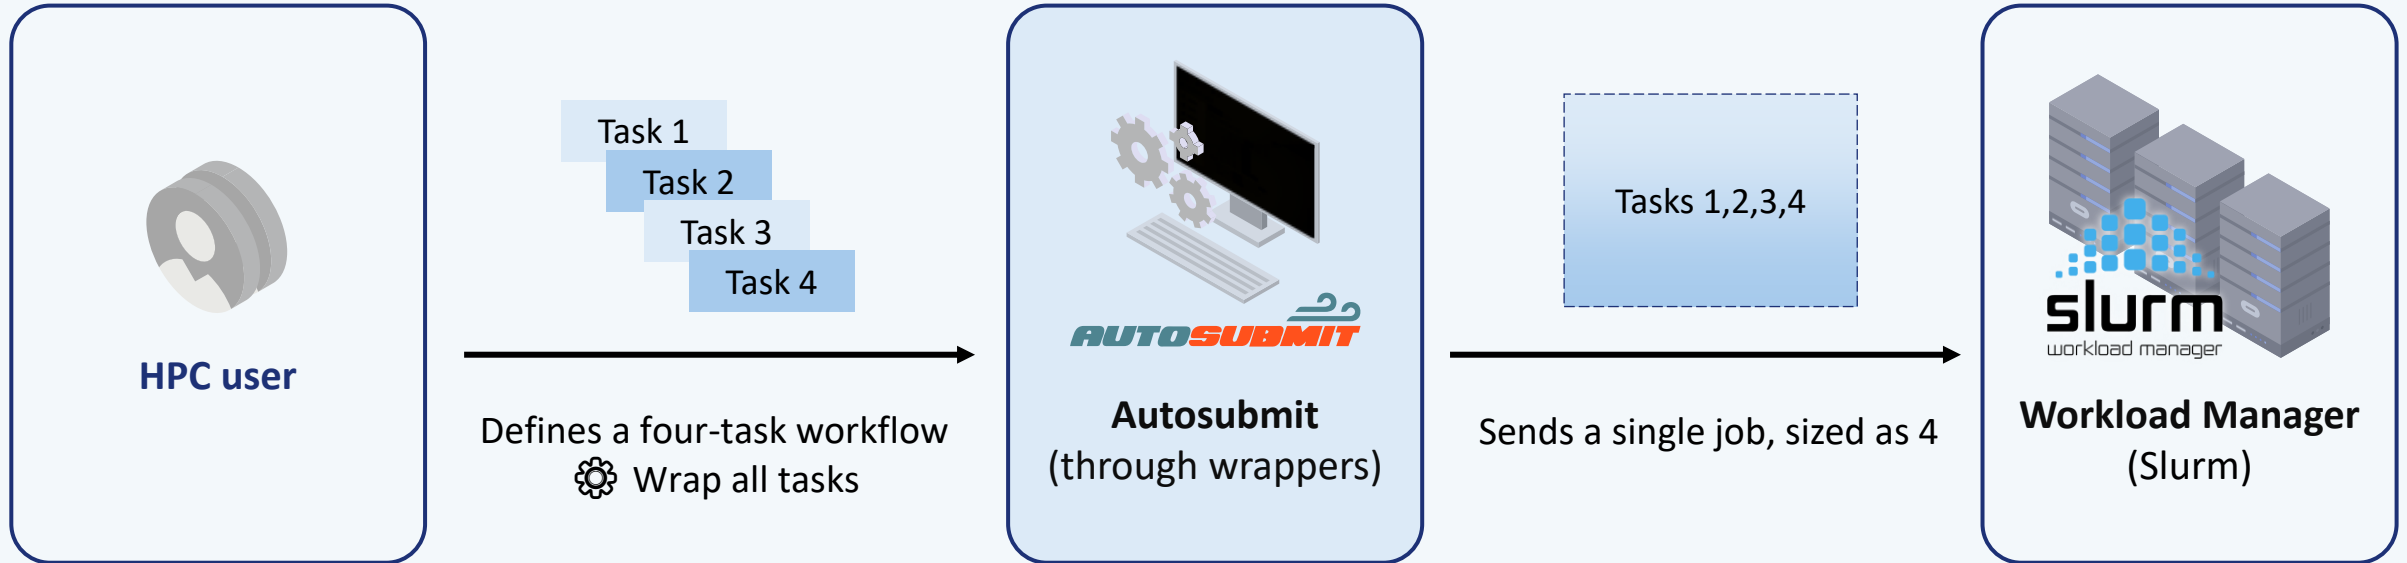 HPC user
Task 1
Task 2
Task 3
Task 4
Defines a four-task workflow
Wrap all tasks
AUTOSUBMIT
Autosubmit
(through wrappers)
Tasks 1,2,3,4
Sends a single job, sized as 4
slurm
workload manager
Workload Manager
(Slurm)